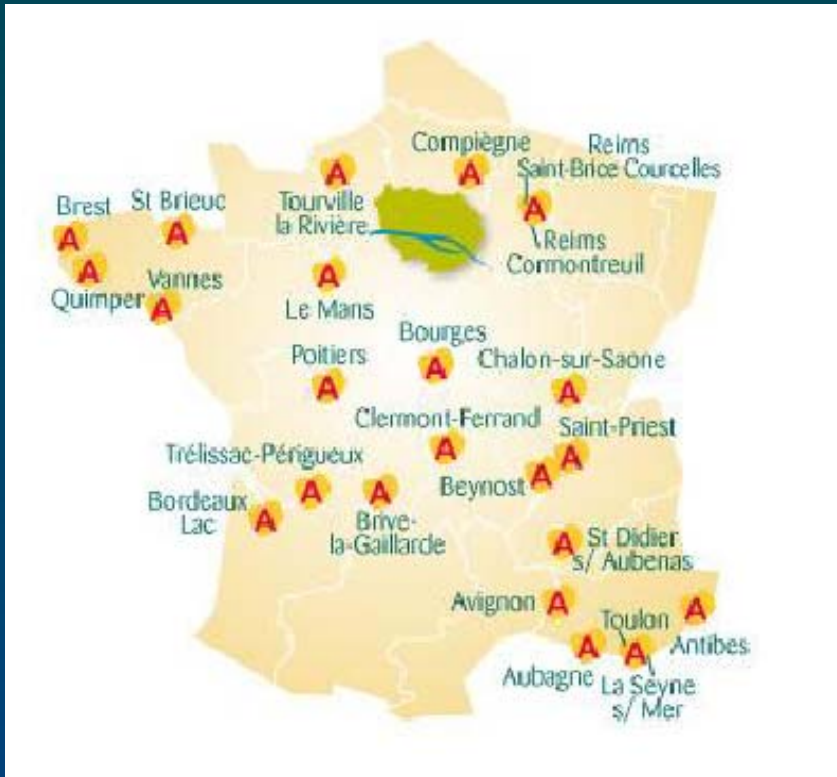 Compiègne
Reims
Saint-Brice Courcelles
A
A
Brest
St Brieuc
Tourville
la Rivière
A
A
A
Reims
Cormontreuil
A
Vannes
A
Quimper
A
Le Mans
Bourges
Poitiers
Chalon-sur-Saone
A
A
A
Clermont-Ferrand
Saint-Priest
A
Trélissac-Périgueux
A
Beynost
A
A
A
Bordeaux
Lac
A
Brive-
la-Gaillarde
A
St Didier
s/ Aubenas
Avignon
A
Toulon
A
Antibes
A
A
Aubagne
La Seyne
s/ Mer